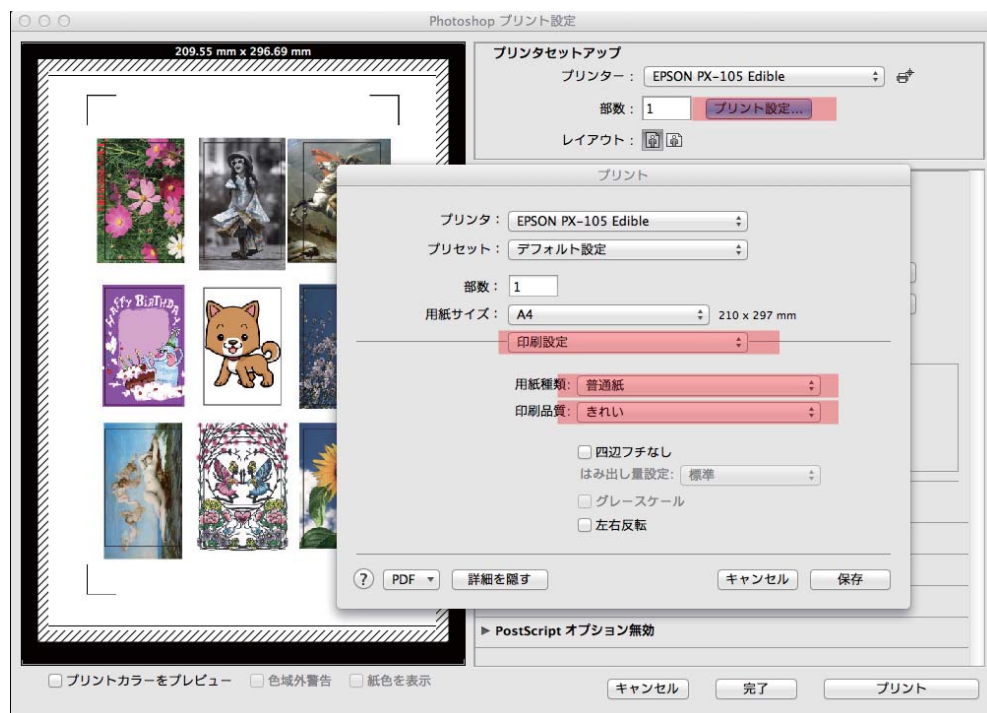 Photoshop プリント設定
209.55 mm x 296.69 mm
プリンタセットアップ
プリンター： EPSON PX-105 Edible
部数： 1 プリント設定...
レイアウト：
プリント
プリンタ： EPSON PX-105 Edible
プリセット： デフォルト設定
部数： 1
用紙サイズ： A4 210 x 297 mm
印刷設定
用紙種類: 普通紙
印刷品質: きれい
四辺フチなし
はみ出し量設定: 標準
グレースケール
左右反転
? PDF 詳細を隠す キャンセル 保存
HAPPY BIRTHDAY
PostScript オプション無効
プリントカラーをプレビュー 色域外警告 紙色を表示
キャンセル 完了 プリント